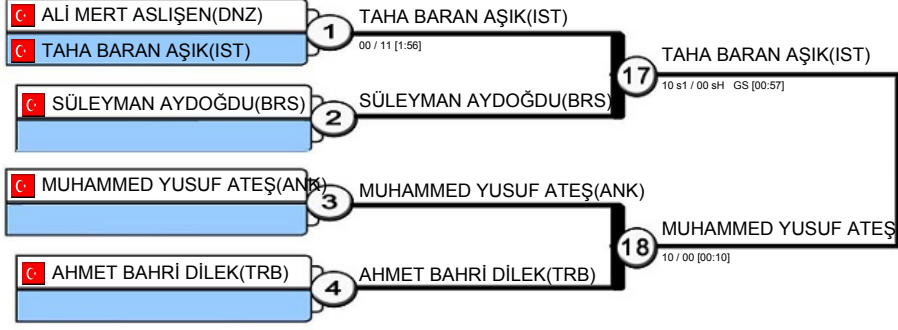 ALİ MERT ASLIŞEN(DNZ)
TAHA BARAN AŞIK(IST)
1
TAHA BARAN AŞIK(IST)
00 / 11 [1:56]
SÜLEYMAN AYDOĞDU(BRS)
2
SÜLEYMAN AYDOĞDU(BRS)
17
TAHA BARAN AŞIK(IST)
10 s1 / 00 sH GS [00:57]
MUHAMMED YUSUF ATEŞ(ANK)
3
MUHAMMED YUSUF ATEŞ(ANK)
AHMET BAHRİ DİLEK(TRB)
4
AHMET BAHRİ DİLEK(TRB)
18
MUHAMMED YUSUF ATEŞ
10 / 00 [00:10]